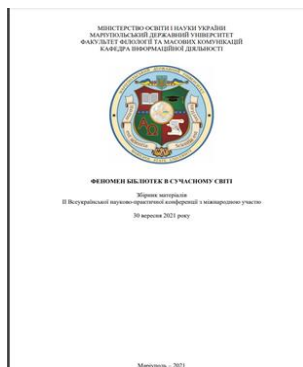 МІНІСТЕРСТВО ОСВІТИ І НАУКИ УКРАЇНИ
МАРІУПОЛЬСЬКИЙ ДЕРЖАВНИЙ УНІВЕРСИТЕТ
ФАКУЛЬТЕТ ФІЛОЛОГІЇ ТА МАСОВИХ КОМУНІКАЦІЙ
КАФЕДРА ІНФОРМАЦІЙНОЇ ДІЯЛЬНОСТІ
ФЕНОМЕН БІБЛІОТЕК В СУЧАСНОМУ СВІТІ
Збірник матеріалів
ІІ Всеукраїнської науково-практичної конференції з міжнародною участю
30 вересня 2021 року
Маріуполь – 2021